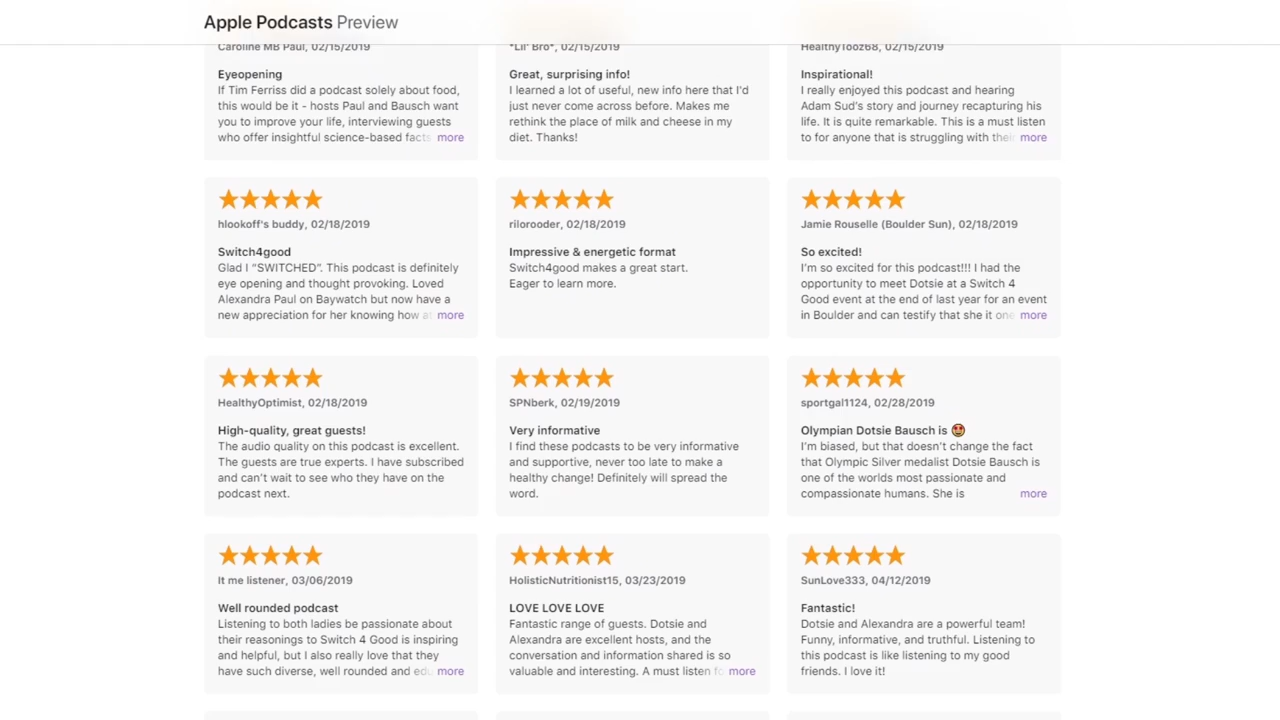 Apple Podcasts Preview
Caroline MB Paul, 02/15/2019
Eyeopening
If Tim Ferriss did a podcast solely about food,
this would be it - hosts Paul and Bausch want
you to improve your life, interviewing guests
who offer insightful science-based facts more
*Lil' Bro*, 02/15/2019
Great, surprising info!
I learned a lot of useful, new info here that I'd
just never come across before. Makes me
rethink the place of milk and cheese in my
diet. Thanks!
HealthyTooz68, 02/15/2019
Inspirational!
I really enjoyed this podcast and hearing
Adam Sud's story and journey recapturing his
life. It is quite remarkable. This is a must listen
to for anyone that is struggling with their more
hlookoff's buddy, 02/18/2019
Switch4good
Glad I “SWITCHED”. This podcast is definitely
eye opening and thought provoking. Loved
Alexandra Paul on Baywatch but now have a
new appreciation for her knowing how more
rilorooder, 02/18/2019
Impressive & energetic format
Switch4good makes a great start.
Eager to learn more.
Jamie Rouselle (Boulder Sun), 02/18/2019
So excited!
I'm so excited for this podcast!!! I had the
opportunity to meet Dotsie at a Switch 4
Good event at the end of last year for an event
in Boulder and can testify that she it one more
HealthyOptimist, 02/18/2019
High-quality, great guests!
The audio quality on this podcast is excellent.
The guests are true experts. I have subscribed
and can't wait to see who they have on the
podcast next.
SPNberk, 02/19/2019
Very informative
I find these podcasts to be very informative
and supportive, never too late to make a
healthy change! Definitely will spread the
word.
sportgal1124, 02/28/2019
Olympian Dotsie Bausch is 🤩
I'm biased, but that doesn't change the fact
that Olympic Silver medalist Dotsie Bausch is
one of the worlds most passionate and
compassionate humans. She is more
It me listener, 03/06/2019
Well rounded podcast
Listening to both ladies be passionate about
their reasonings to Switch 4 Good is inspiring
and helpful, but I also really love that they
have such diverse, well rounded and more
HolisticNutritionist15, 03/23/2019
LOVE LOVE LOVE
Fantastic range of guests. Dotsie and
Alexandra are excellent hosts, and the
conversation and information shared is so
valuable and interesting. A must listen more
SunLove333, 04/12/2019
Fantastic!
Dotsie and Alexandra are a powerful team!
Funny, informative, and truthful. Listening to
this podcast is like listening to my good
friends. I love it!